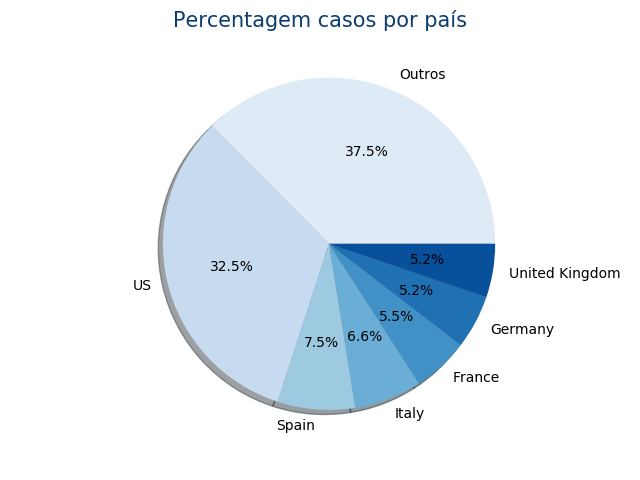 Percentagem casos por país
Outros
37.5%
US
32.5%
Spain
7.5%
Italy
6.6%
France
5.5%
Germany
5.2%
United Kingdom
5.2%